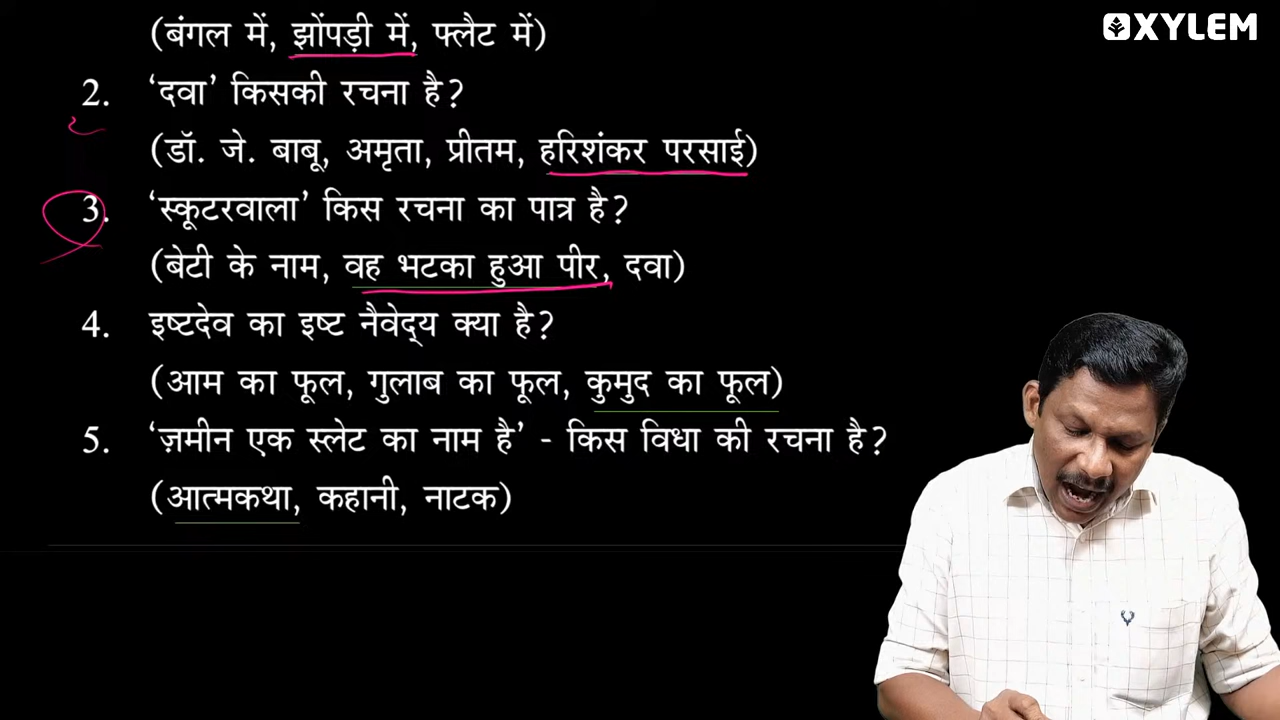 XYLEM
(बंगल में, झोंपड़ी में, फ्लैट में)
2. ‘दवा’ किसकी रचना है?
(डॉ. जे. बाबू, अमृता, प्रीतम, हरिशंकर परसाई)
3. ‘स्कूटरवाला’ किस रचना का पात्र है?
(बेटी के नाम, वह भटका हुआ पीर, दवा)
4. इष्टदेव का इष्ट नैवेद्‌य क्या है?
(आम का फूल, गुलाब का फूल, कुमुद का फूल)
5. ‘ज़मीन एक स्लेट का नाम है’ - किस विधा की रचना है?
(आत्मकथा, कहानी, नाटक)